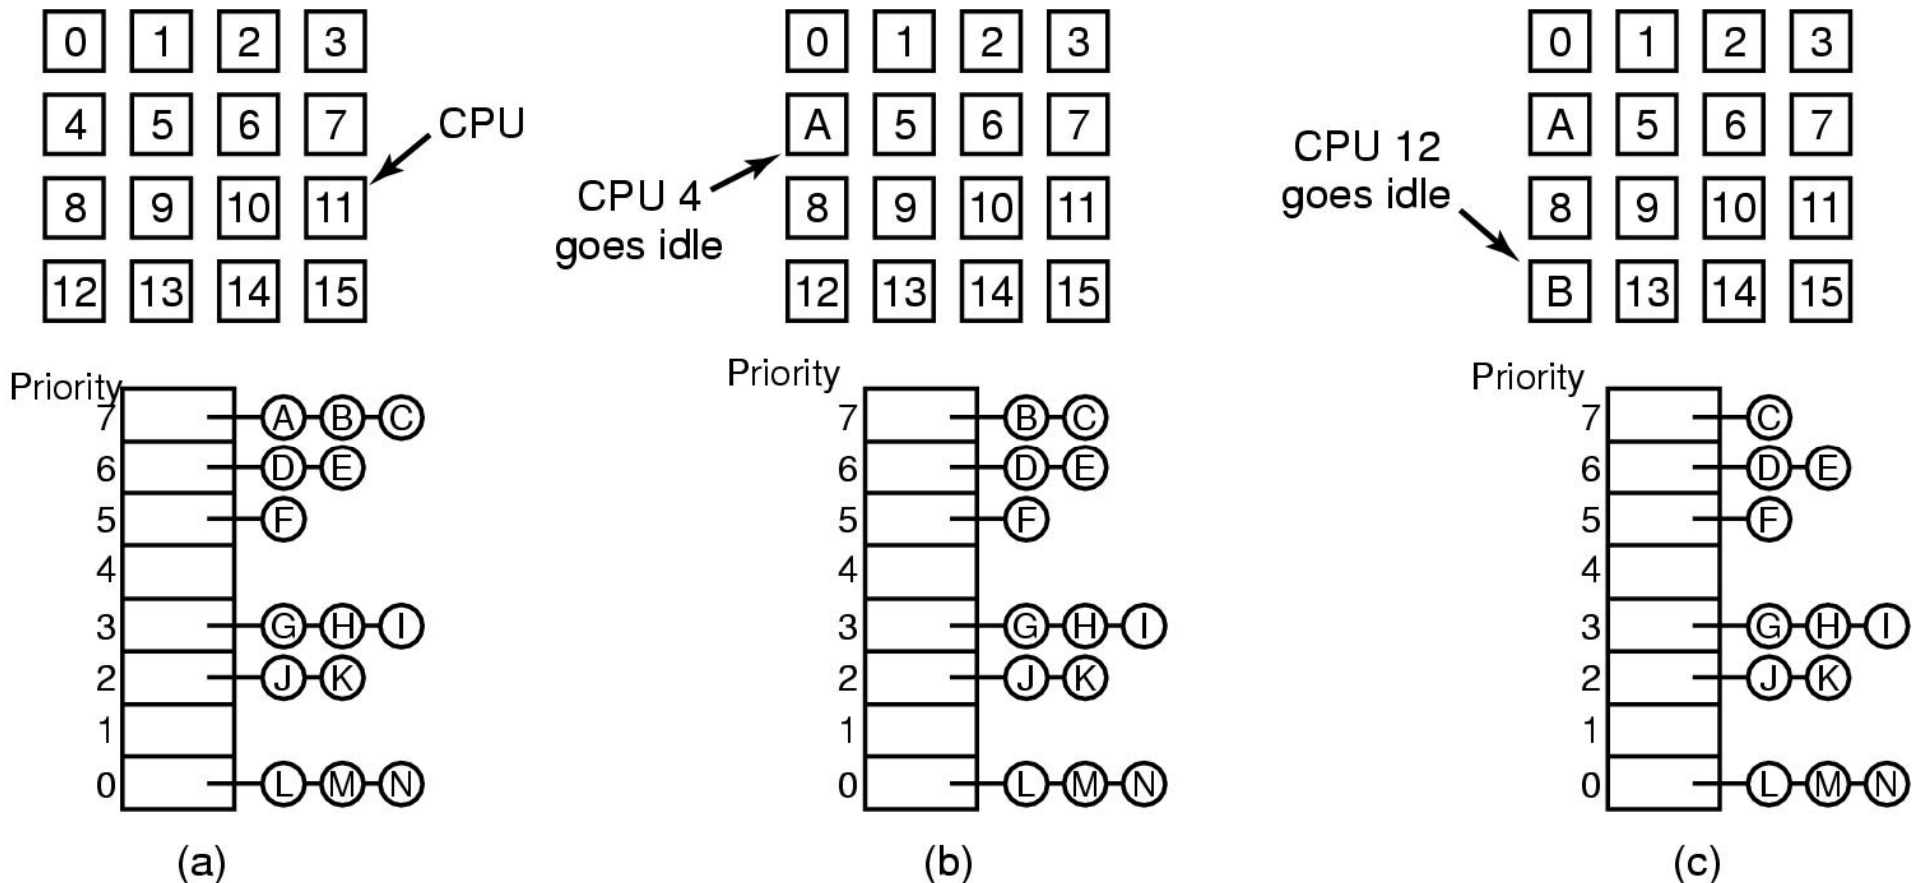 0 1 2 3
4 5 6 7
8 9 10 11
12 13 14 15
CPU
Priority
7 A B C
6 D E
5 F
4
3 G H I
2 J K
1
0 L M N
(a)
0 1 2 3
A 5 6 7
8 9 10 11
12 13 14 15
CPU 4
goes idle
Priority
7 B C
6 D E
5 F
4
3 G H I
2 J K
1
0 L M N
(b)
0 1 2 3
A 5 6 7
8 9 10 11
B 13 14 15
CPU 12
goes idle
Priority
7 C
6 D E
5 F
4
3 G H I
2 J K
1
0 L M N
(c)